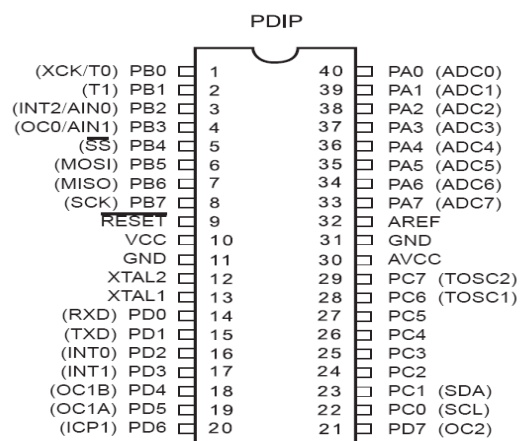 PDIP
(XCK/T0) PB0 1 40 PA0 (ADC0)
(T1) PB1 2 39 PA1 (ADC1)
(INT2/AIN0) PB2 3 38 PA2 (ADC2)
(OC0/AIN1) PB3 4 37 PA3 (ADC3)
(SS) PB4 5 36 PA4 (ADC4)
(MOSI) PB5 6 35 PA5 (ADC5)
(MISO) PB6 7 34 PA6 (ADC6)
(SCK) PB7 8 33 PA7 (ADC7)
RESET 9 32 AREF
VCC 10 31 GND
GND 11 30 AVCC
XTAL2 12 29 PC7 (TOSC2)
XTAL1 13 28 PC6 (TOSC1)
(RXD) PD0 14 27 PC5
(TXD) PD1 15 26 PC4
(INT0) PD2 16 25 PC3
(INT1) PD3 17 24 PC2
(OC1B) PD4 18 23 PC1 (SDA)
(OC1A) PD5 19 22 PC0 (SCL)
(ICP1) PD6 20 21 PD7 (OC2)